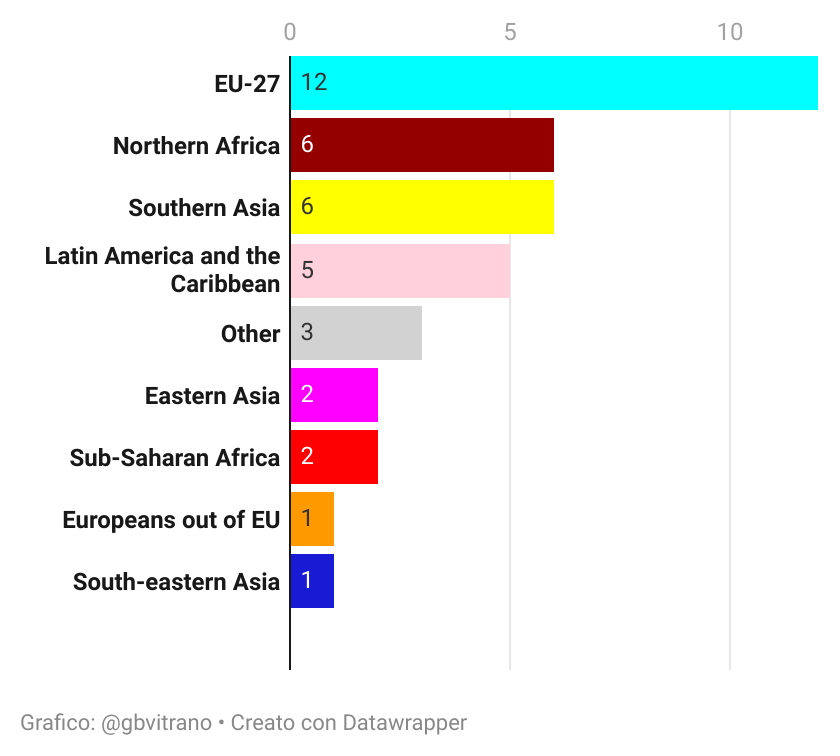 0 5 10
EU-27 12
Northern Africa 6
Southern Asia 6
Latin America and the
Caribbean 5
Other 3
Eastern Asia 2
Sub-Saharan Africa 2
Europeans out of EU 1
South-eastern Asia 1
Grafico: @gbvitrano • Creato con Datawrapper